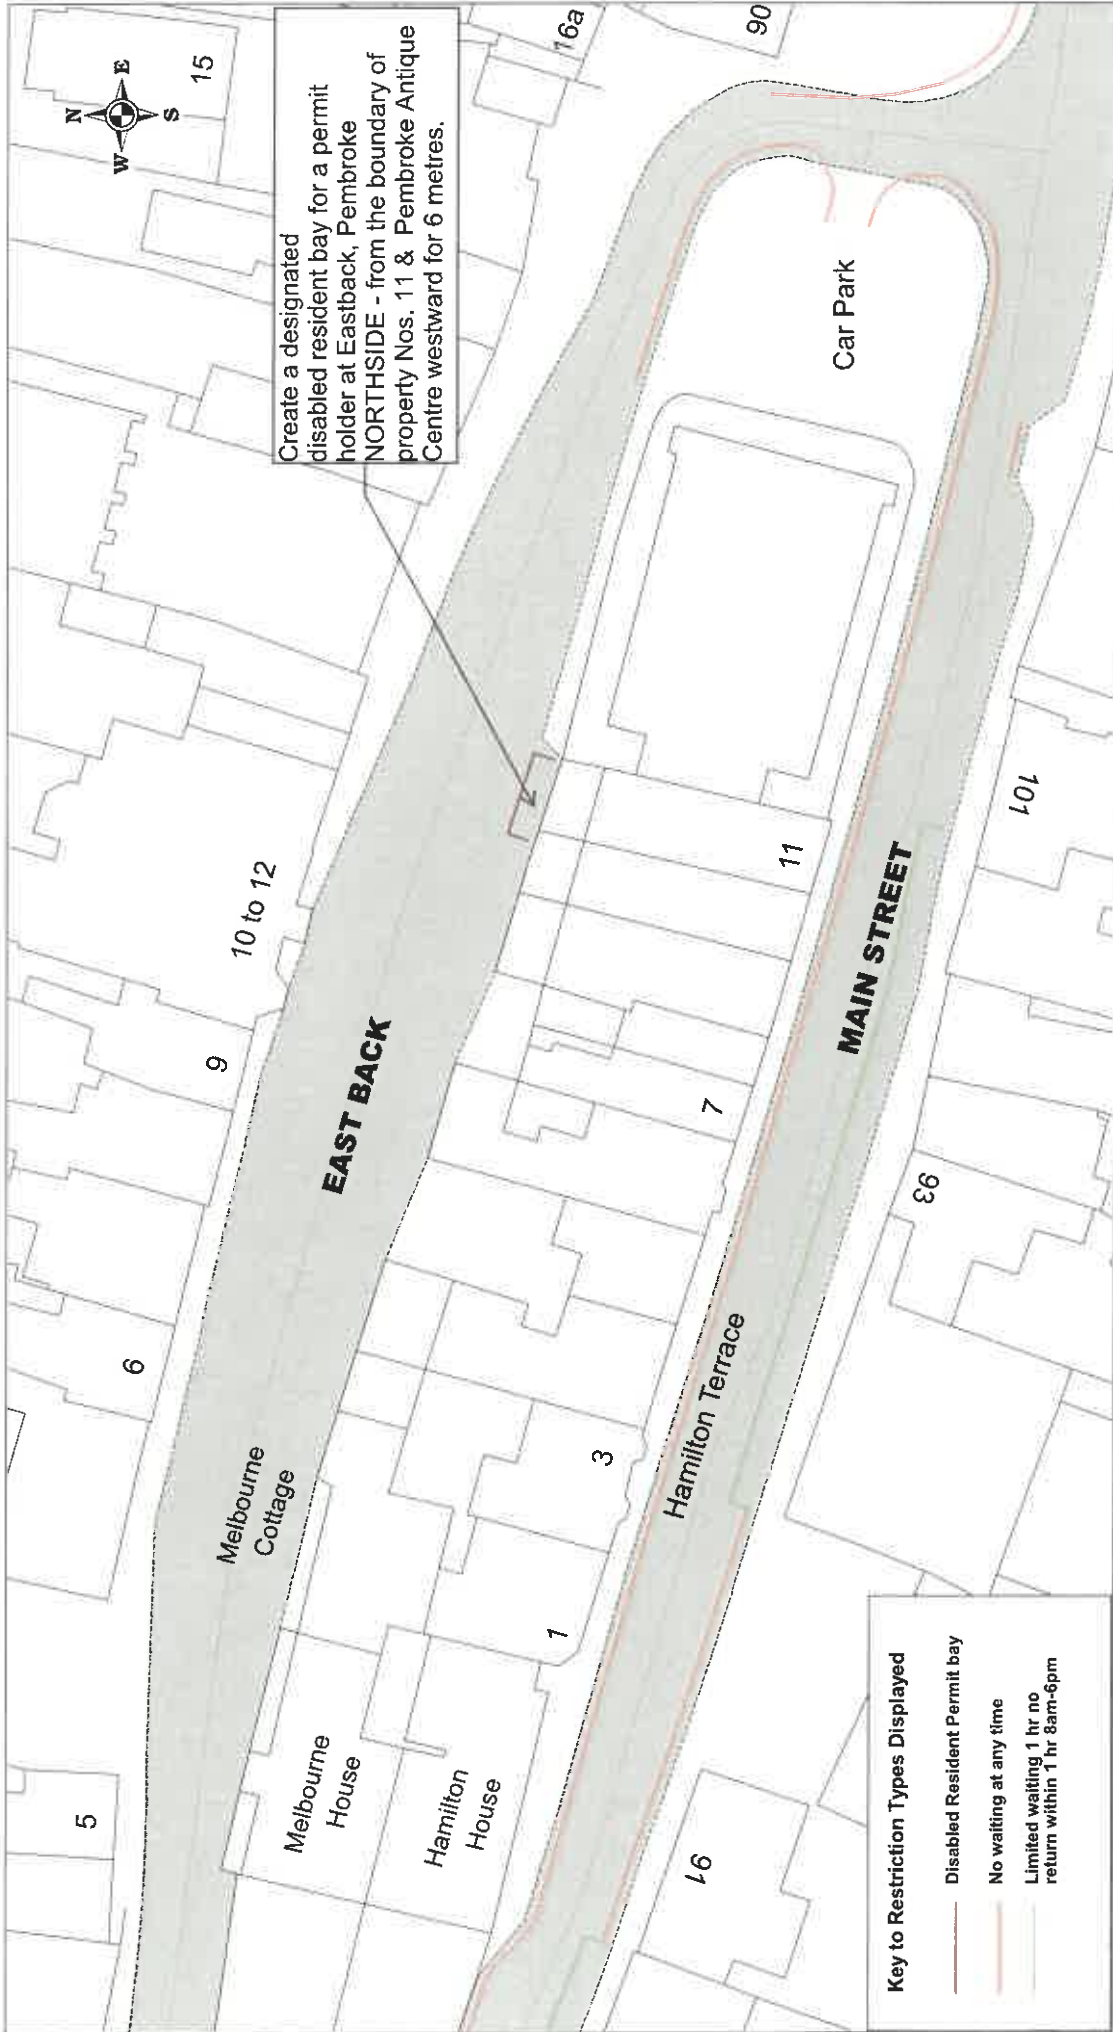 N
E
S
W
15
16a
90
Create a designated
disabled resident bay for a permit
holder at Eastback, Pembroke
NORTHSIDE - from the boundary of
property Nos. 11 & Pembroke Antique
Centre westward for 6 metres.
Car Park
10 to 12
9
6
5
EAST BACK
Melbourne
Cottage
11
7
3
1
101
93
91
MAIN STREET
Hamilton Terrace
Melbourne
House
Hamilton
House
Key to Restriction Types Displayed
Disabled Resident Permit bay
No waiting at any time
Limited waiting 1 hr no
return within 1 hr 8am-6pm